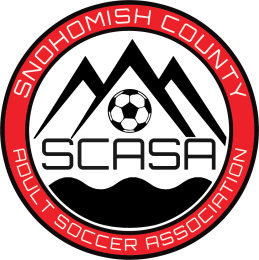 SNOHOMISH COUNTY
SCASA
ADULT SOCCER ASSOCIATION